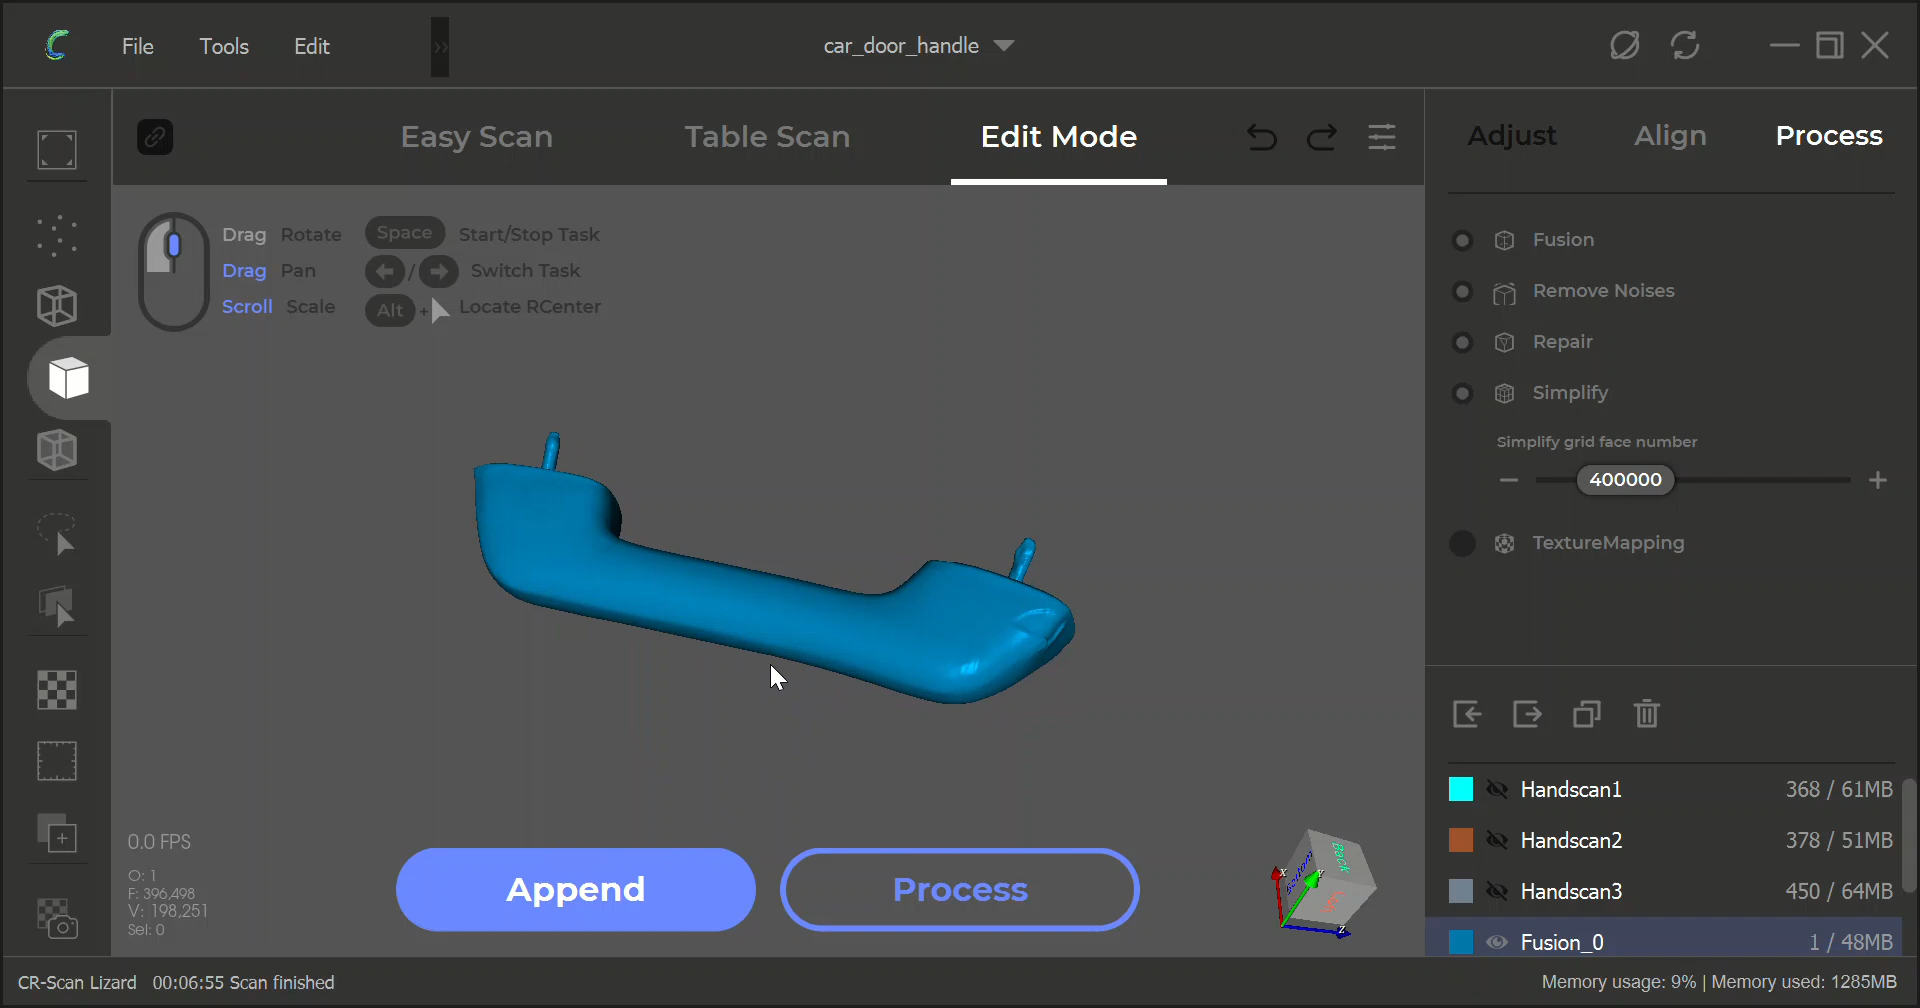 File Tools Edit
car_door_handle
Easy Scan Table Scan Edit Mode
Adjust Align Process
Drag Rotate Space Start/Stop Task
Drag Pan / Switch Task
Scroll Scale Alt + Locate RCenter
Fusion
Remove Noises
Repair
Simplify
Simplify grid face number
400000
TextureMapping
Handscan1 368 / 61MB
Handscan2 378 / 51MB
Handscan3 450 / 64MB
Fusion_0 1 / 48MB
0.0 FPS
O: 1
F: 396,498
V: 198,251
Sel: 0
Append Process
Bottom Back
X Y Z
CR-Scan Lizard 00:06:55 Scan finished
Memory usage: 9% | Memory used: 1285MB